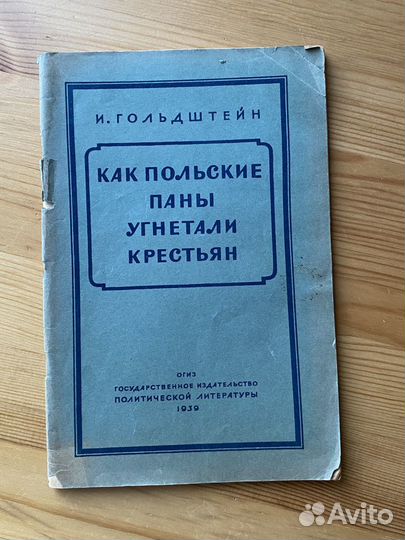 И. ГОЛЬДШТЕЙН
КАК ПОЛЬСКИЕ
ПАНЫ
УГНЕТАЛИ
КРЕСТЬЯН
ОГИЗ
ГОСУДАРСТВЕННОЕ ИЗДАТЕЛЬСТВО
ПОЛИТИЧЕСКОЙ ЛИТЕРАТУРЫ
1939
Avito